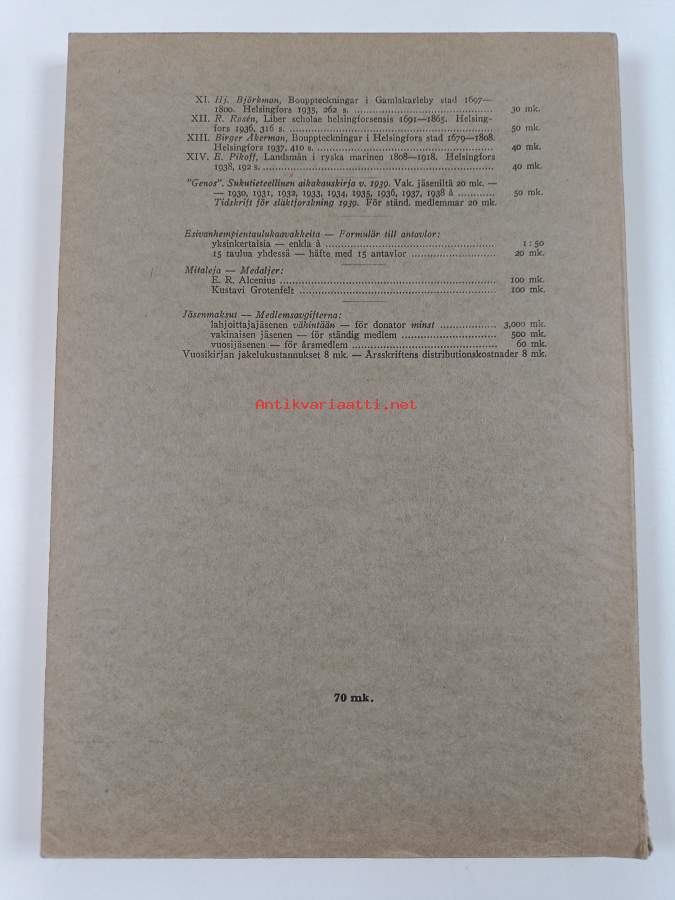 XI. Hj. Björkman, Bouppteckningar i Gamlakarleby stad 1697—
1800. Helsingfors 1935, 262 s. 30 mk.
XII. R. Rosén, Liber scholae helsingforsensis 1691—1865. Helsing-
fors 1936, 316 s. 50 mk.
XIII. Birger Åkerman, Bouppteckningar i Helsingfors stad 1679—1808.
Helsingfors 1937, 410 s. 40 mk.
XIV. E. Pikoff, Landsmän i ryska marinen 1808—1918. Helsingfors
1938, 192 s. 40 mk.
"Genos". Sukutieteellinen aikakauskirja v. 1939. Vak. jäseniltä 20 mk. —
— 1930, 1931, 1932, 1933, 1934, 1935, 1936, 1937, 1938 à 50 mk.
Tidskrift för släktforskning 1939. För ständ. medlemmar 20 mk.
Esivanhempientaulukaavakkeita — Formulär till antavlor:
yksinkertaisia — enkla à 1: 50
15 taulua yhdessä — häfte med 15 antavlor 20 mk.
Mitaleja — Medaljer:
E. R. Alcenius 100 mk.
Kustavi Grotenfelt 100 mk.
Jäsenmaksut — Medlemsavgifterna:
lahjoittajajäsenen vähintään — för donator minst 3,000 mk.
vakinaisen jäsenen — för ständig medlem 500 mk.
vuosijäsenen — för årsmedlem 60 mk.
Vuosikirjan jakelukustannukset 8 mk. — Årsskriftens distributionskostnader 8 mk.
Antikvariaatti.net
70 mk.